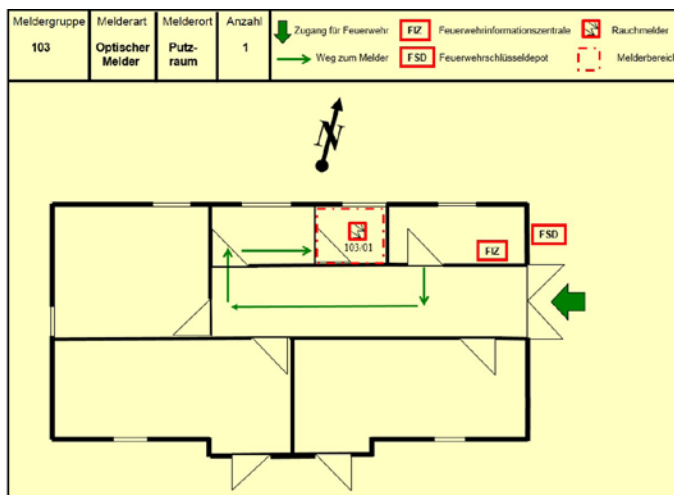 Meldergruppe
103
Melderart
Optischer
Melder
Melderort
Putz-
raum
Anzahl
1
Zugang für Feuerwehr
FIZ Feuerwehrinformationszentrale
Rauchmelder
Weg zum Melder
FSD Feuerwehrschlüsseldepot
Melderbereich
N
103/01
FIZ
FSD